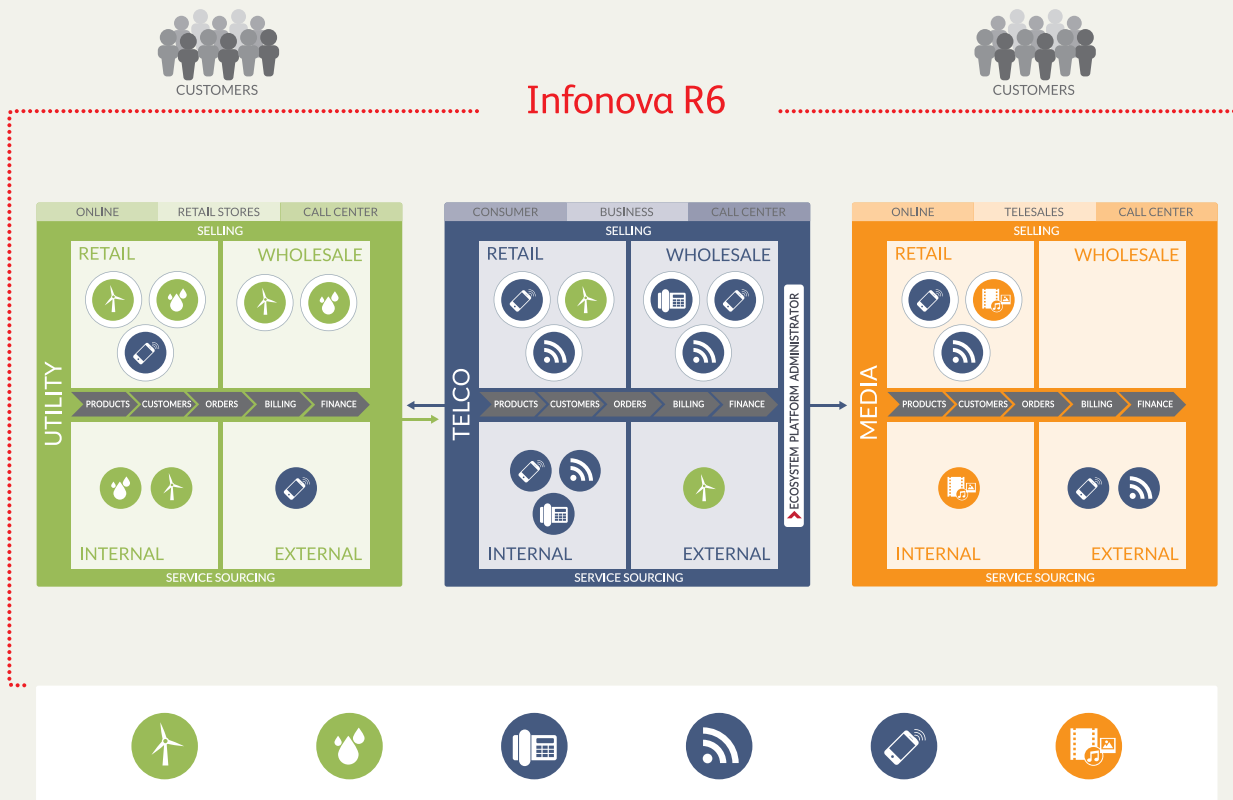 CUSTOMERS
CUSTOMERS
Infonova R6
ONLINE RETAIL STORES CALL CENTER
SELLING
RETAIL WHOLESALE
UTILITY
PRODUCTS CUSTOMERS ORDERS BILLING FINANCE
INTERNAL EXTERNAL
SERVICE SOURCING
CONSUMER BUSINESS CALL CENTER
SELLING
RETAIL WHOLESALE
TELCO
PRODUCTS CUSTOMERS ORDERS BILLING FINANCE
INTERNAL EXTERNAL
SERVICE SOURCING
ECOSYSTEM PLATFORM ADMINISTRATOR
ONLINE TELESALES CALL CENTER
SELLING
RETAIL WHOLESALE
MEDIA
PRODUCTS CUSTOMERS ORDERS BILLING FINANCE
INTERNAL EXTERNAL
SERVICE SOURCING